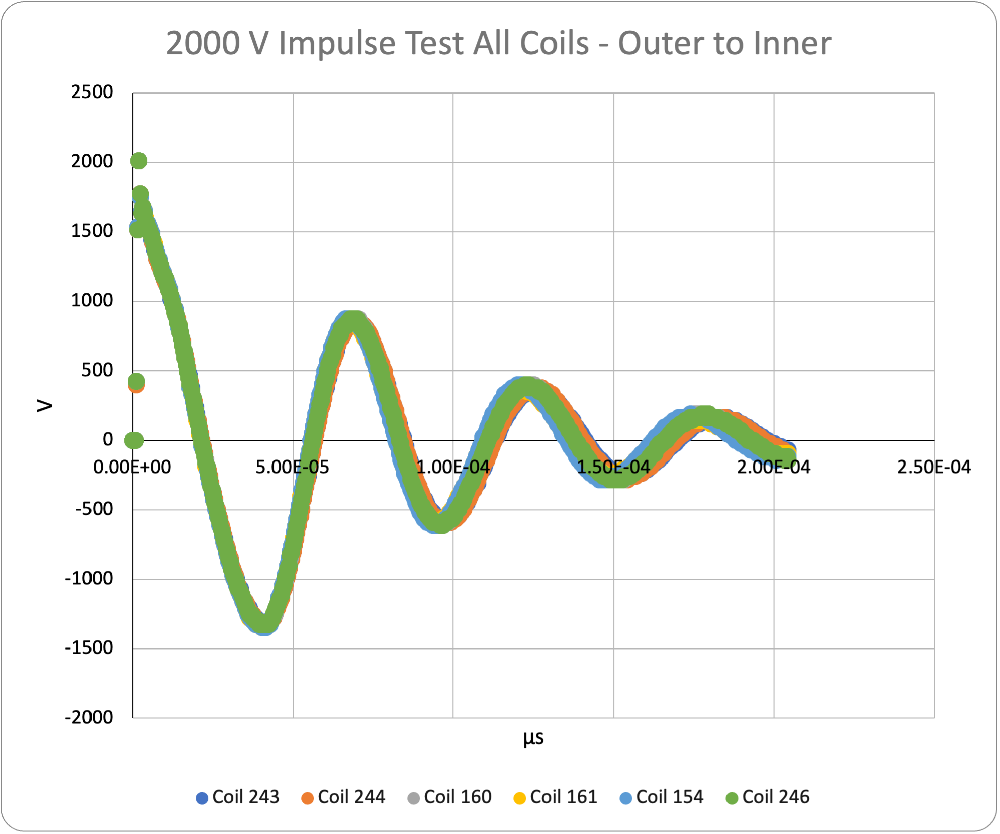 2000 V Impulse Test All Coils - Outer to Inner
2500
2000
1500
1000
500
0
-500
-1000
-1500
-2000
V
0.00E+00 5.00E-05 1.00E-04 1.50E-04 2.00E-04 2.50E-04
µs
Coil 243 Coil 244 Coil 160 Coil 161 Coil 154 Coil 246